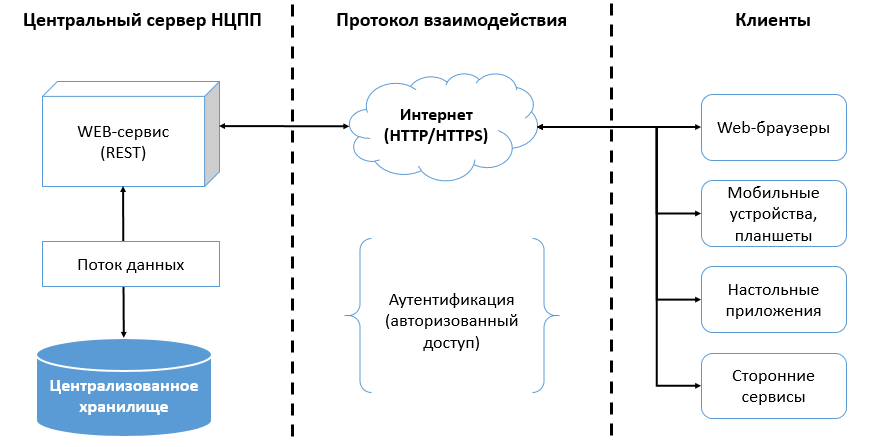 Центральный сервер НЦПП
Протокол взаимодействия
Клиенты
WEB-сервис
(REST)
Поток данных
Централизованное
хранилище
Интернет
(HTTP/HTTPS)
Аутентификация
(авторизованный
доступ)
Web-браузеры
Мобильные
устройства,
планшеты
Настольные
приложения
Сторонние
сервисы